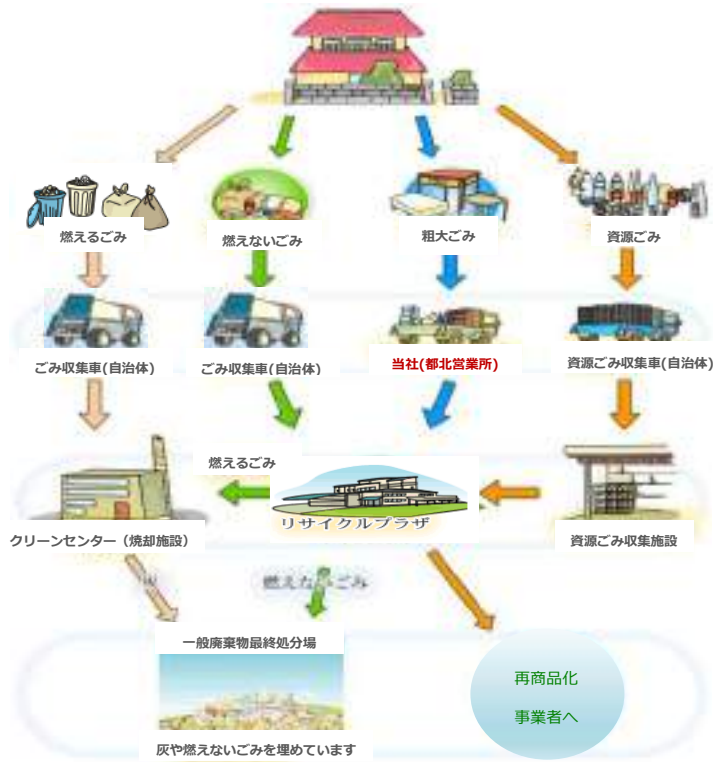 燃えるごみ
燃えないごみ
粗大ごみ
資源ごみ
ごみ収集車(自治体)
ごみ収集車(自治体)
当社(都北営業所)
資源ごみ収集車(自治体)
燃えるごみ
リサイクルプラザ
クリーンセンター（焼却施設）
資源ごみ収集施設
燃えないごみ
一般廃棄物最終処分場
灰や燃えないごみを埋めています
再商品化
事業者へ